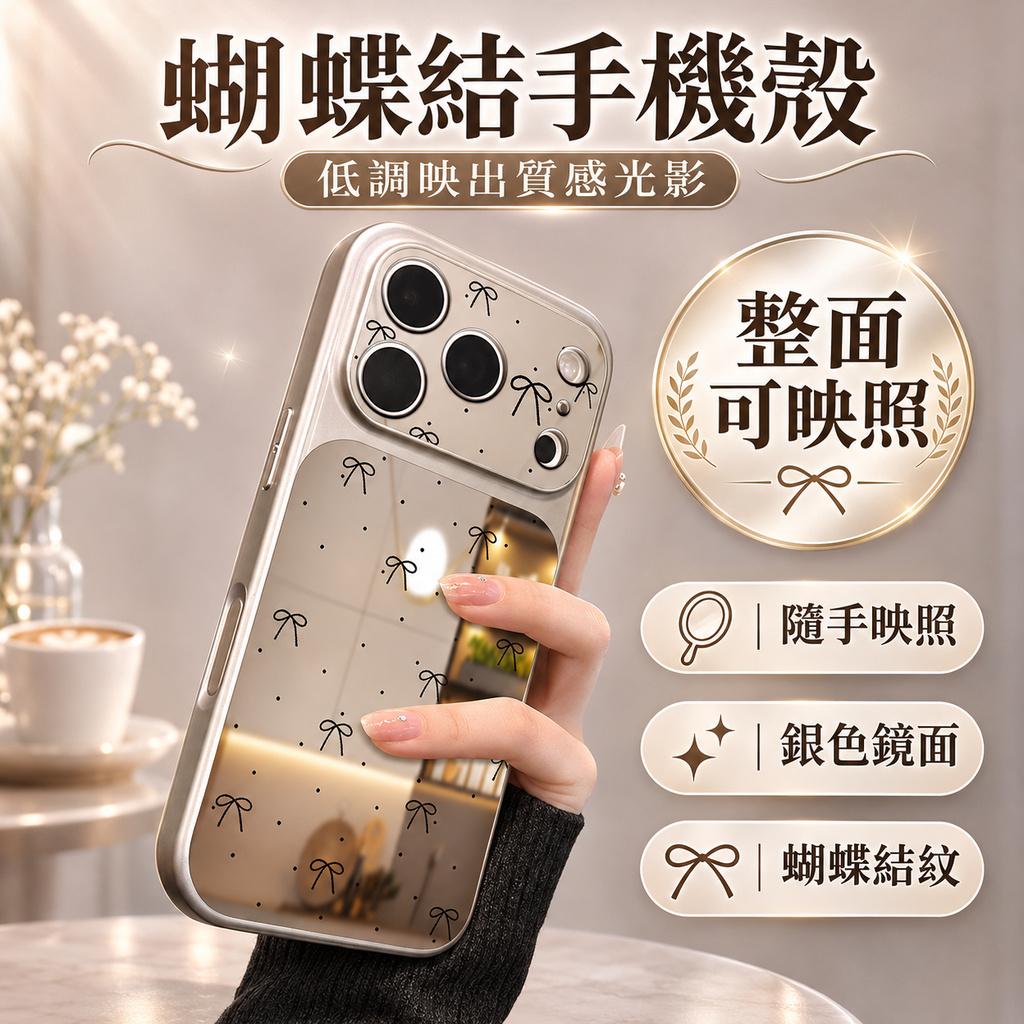 蝴蝶結手機殼
低調映出質感光影
整面
可映照
隨手映照
銀色鏡面
蝴蝶結紋